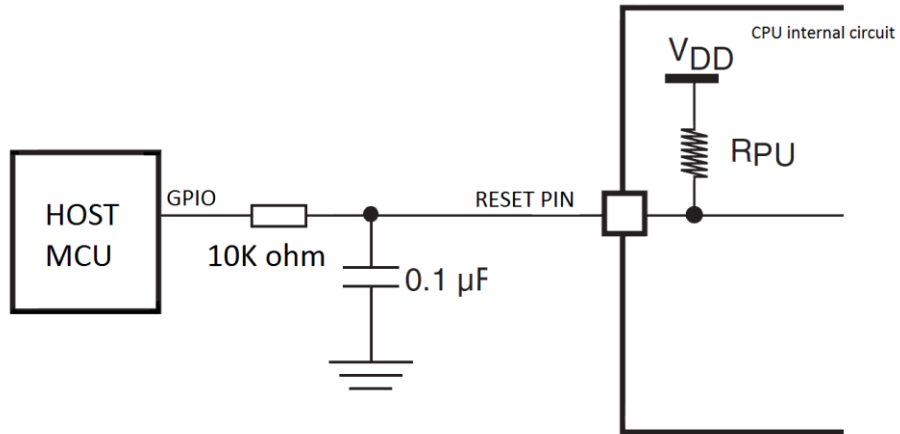 CPU internal circuit
VDD
RPU
HOST
MCU
GPIO
10K ohm
0.1 µF
RESET PIN